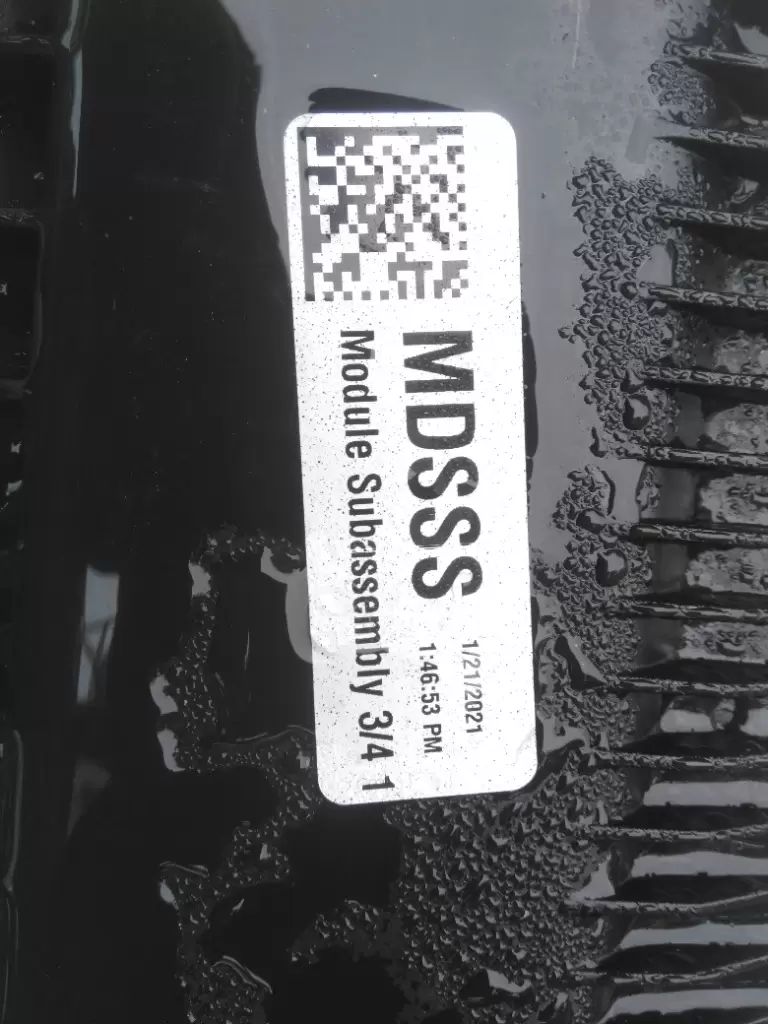 MDSSS
1/21/2021
1:46:53 PM
Module Subassembly 3/4 1